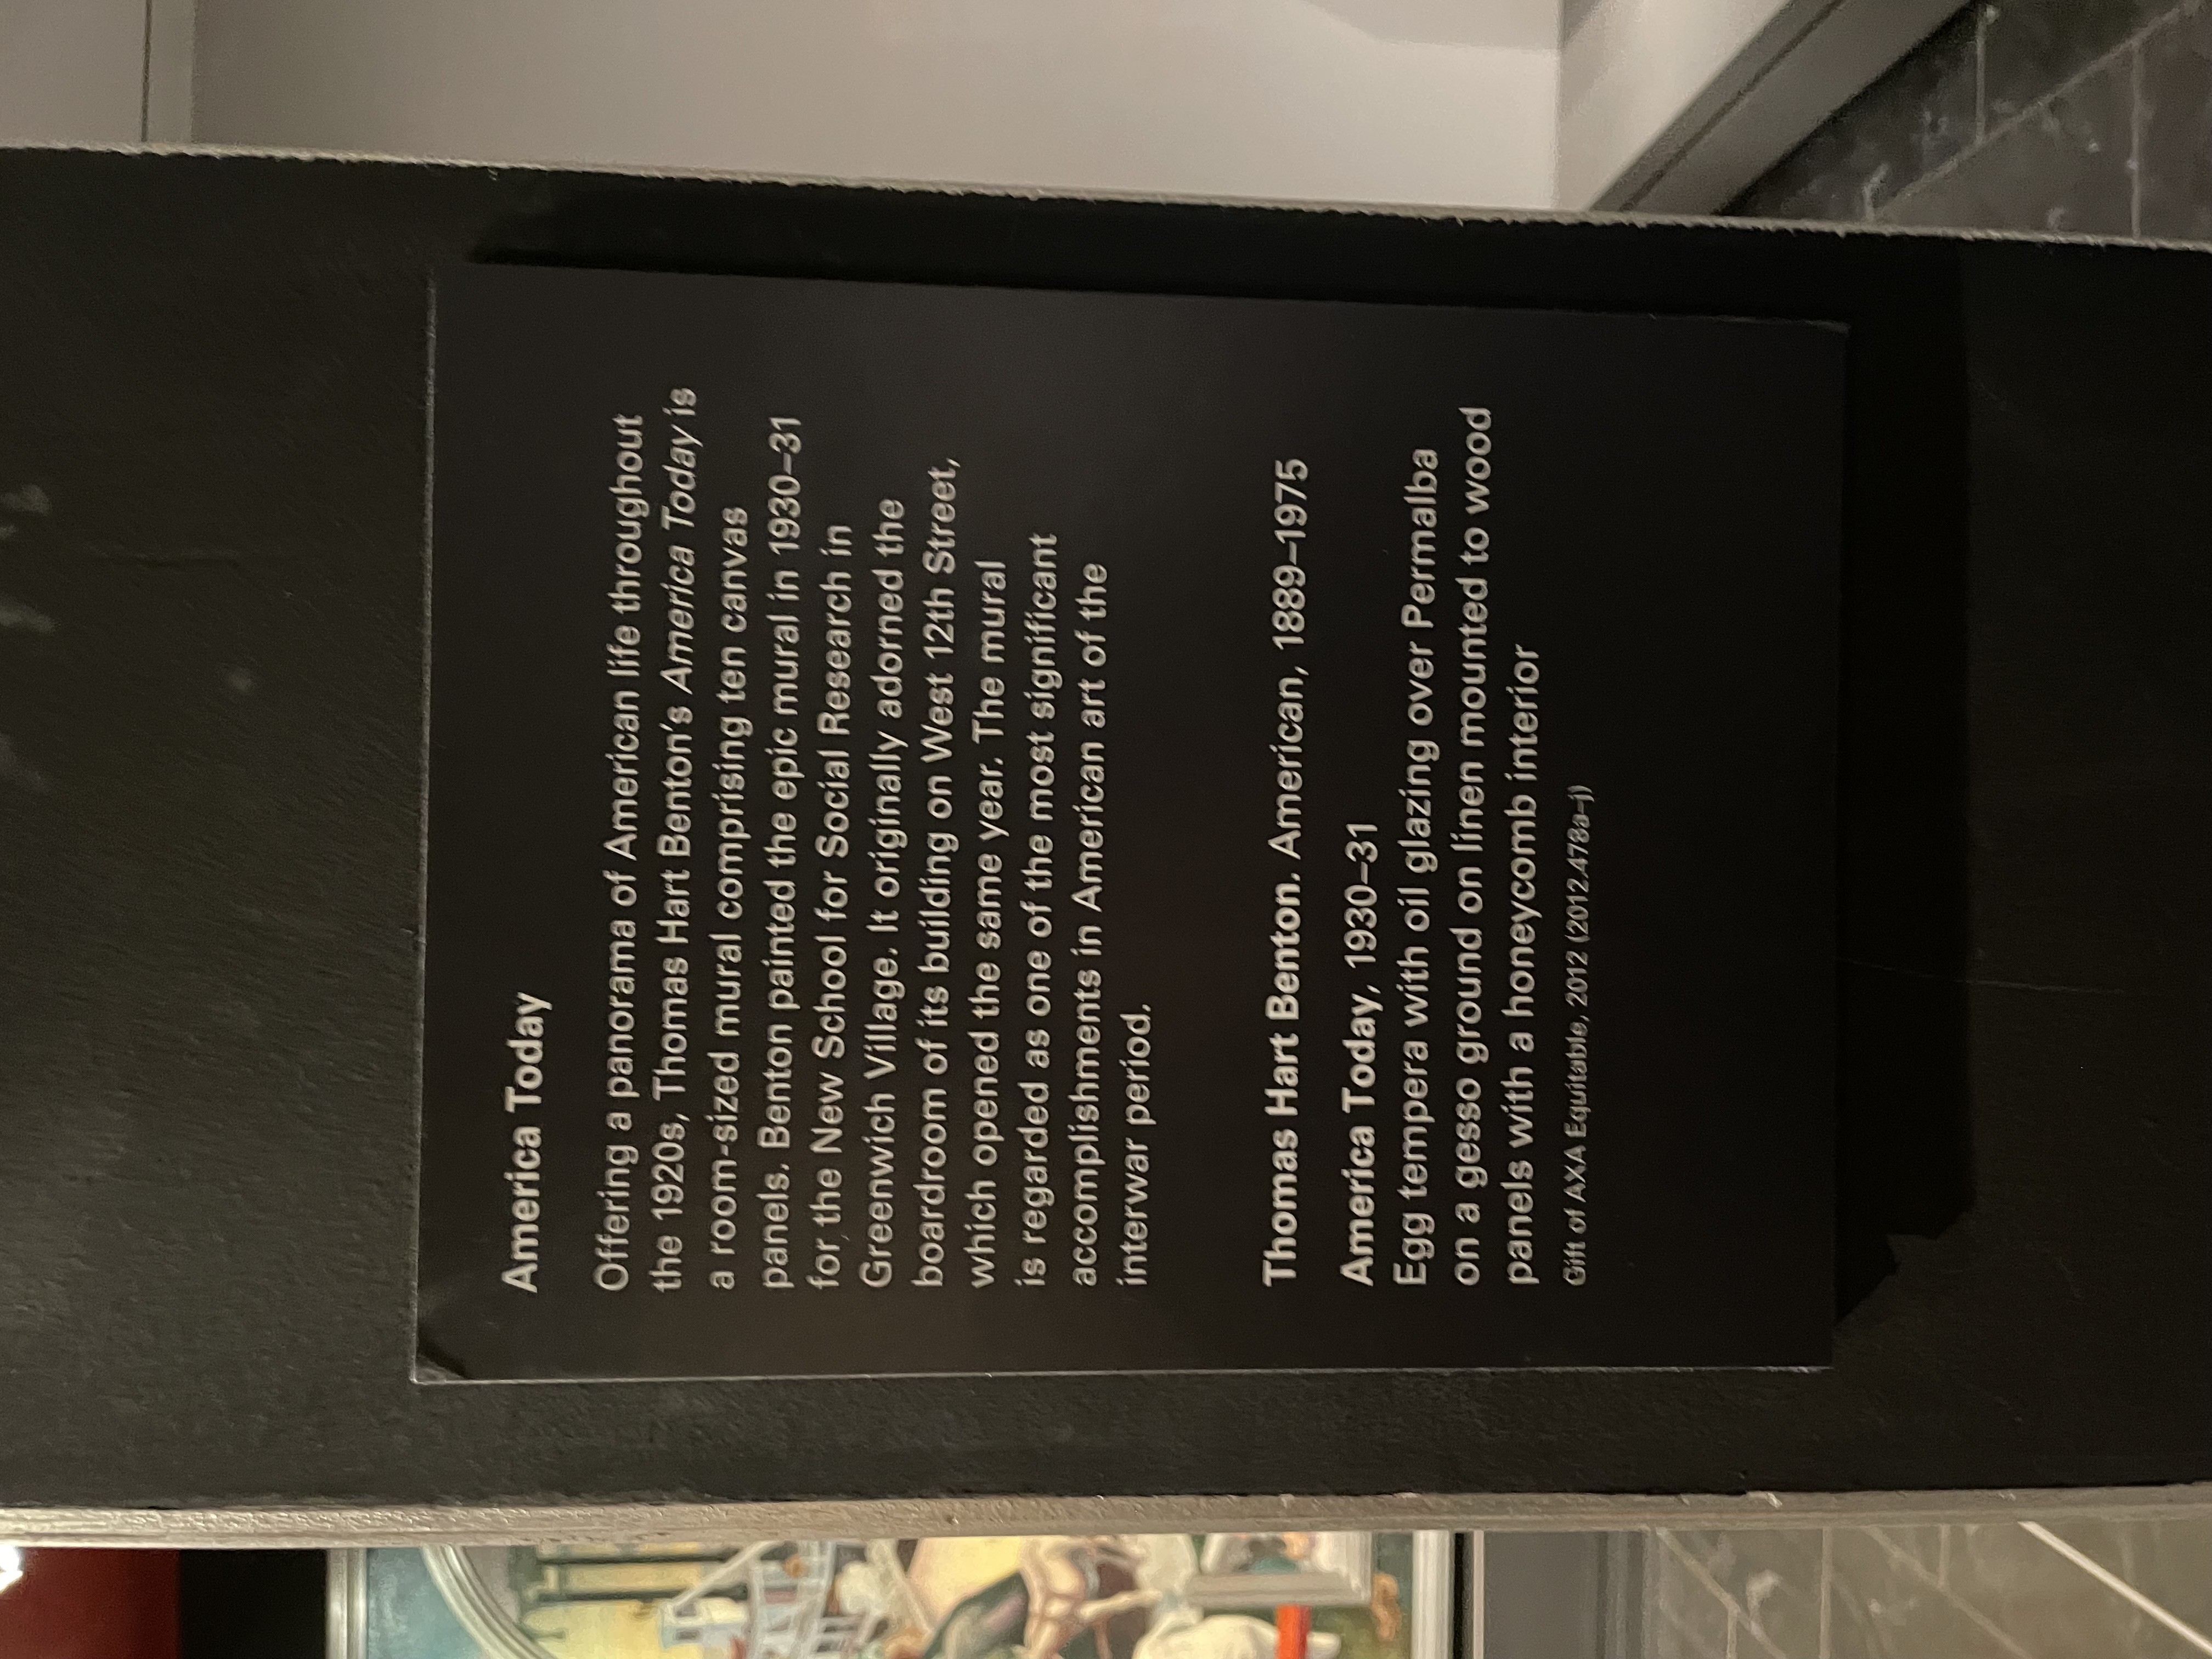 America Today
Offering a panorama of American life throughout
the 1920s, Thomas Hart Benton's America Today is
a room-sized mural comprising ten canvas
panels. Benton painted the epic mural in 1930–31
for the New School for Social Research in
Greenwich Village. It originally adorned the
boardroom of its building on West 12th Street,
which opened the same year. The mural
is regarded as one of the most significant
accomplishments in American art of the
interwar period.
Thomas Hart Benton. American, 1889–1975
America Today, 1930–31
Egg tempera with oil glazing over Permalba
on a gesso ground on linen mounted to wood
panels with a honeycomb interior
Gift of AXA Equitable, 2012 (2012.478a–j)